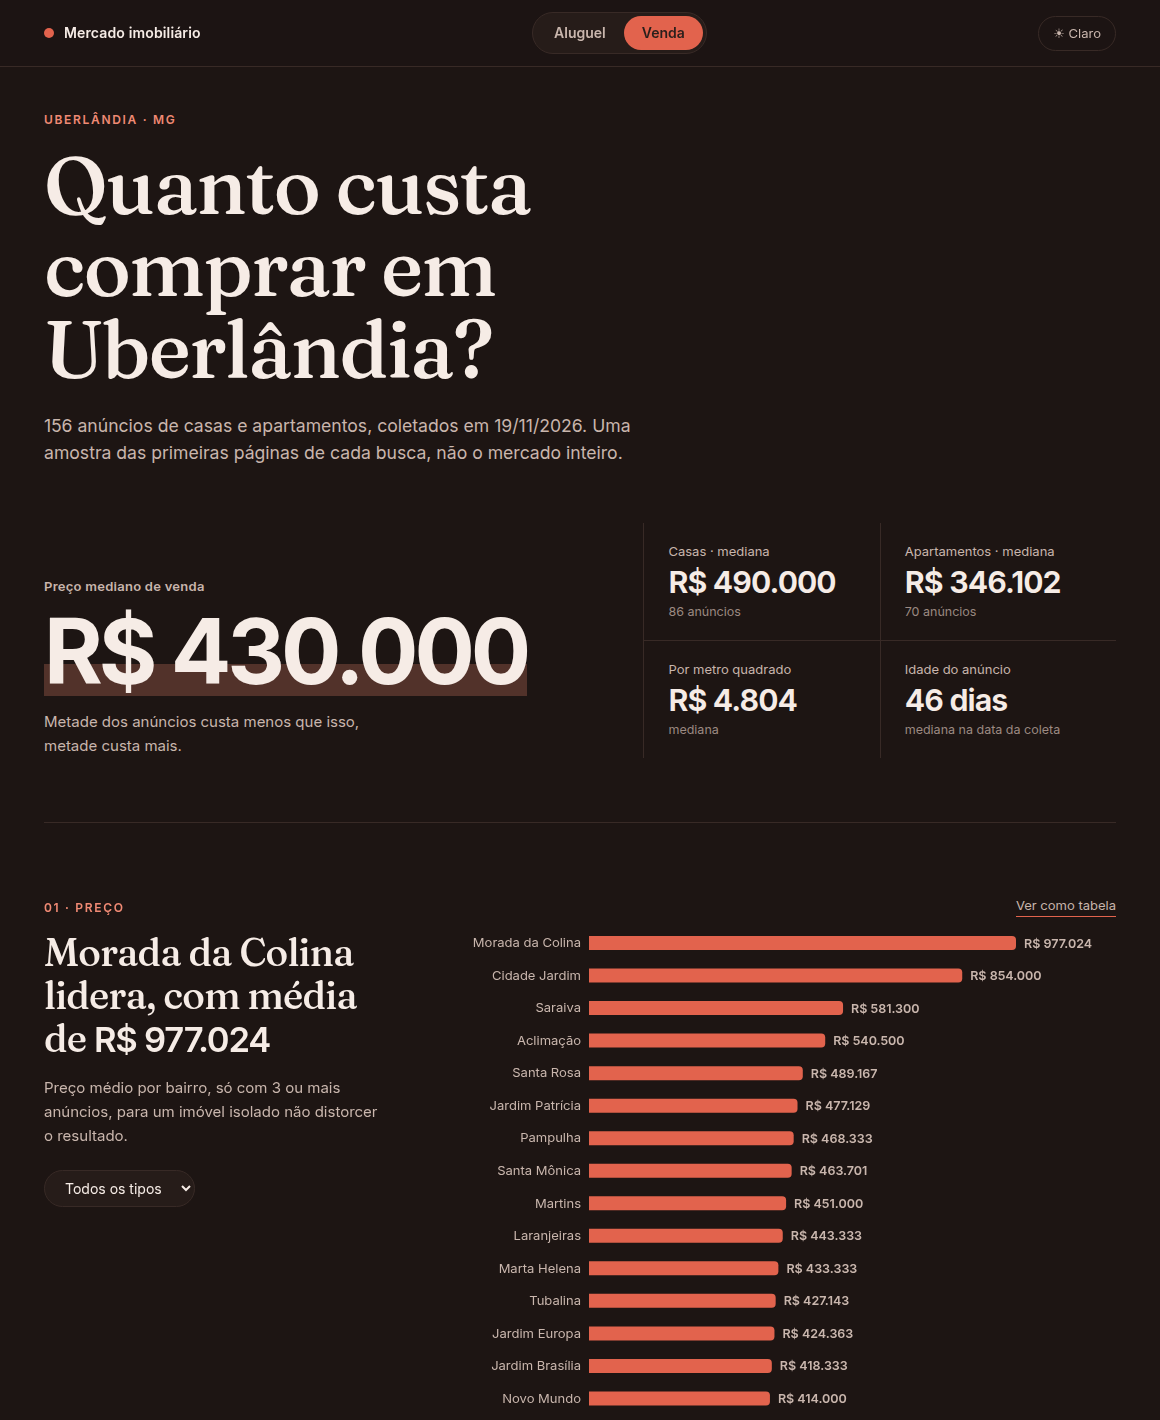 Mercado imobiliário
Aluguel
Venda
☀ Claro
UBERLÂNDIA · MG
Quanto custa
comprar em
Uberlândia?
156 anúncios de casas e apartamentos, coletados em 19/11/2026. Uma
amostra das primeiras páginas de cada busca, não o mercado inteiro.
Preço mediano de venda
R$ 430.000
Metade dos anúncios custa menos que isso,
metade custa mais.
Casas · mediana
R$ 490.000
86 anúncios
Apartamentos · mediana
R$ 346.102
70 anúncios
Por metro quadrado
R$ 4.804
mediana
Idade do anúncio
46 dias
mediana na data da coleta
01 · PREÇO
Morada da Colina
lidera, com média
de R$ 977.024
Preço médio por bairro, só com 3 ou mais
anúncios, para um imóvel isolado não distorcer
o resultado.
Todos os tipos
Ver como tabela
Morada da Colina R$ 977.024
Cidade Jardim R$ 854.000
Saraiva R$ 581.300
Aclimação R$ 540.500
Santa Rosa R$ 489.167
Jardim Patrícia R$ 477.129
Pampulha R$ 468.333
Santa Mônica R$ 463.701
Martins R$ 451.000
Laranjeiras R$ 443.333
Marta Helena R$ 433.333
Tubalina R$ 427.143
Jardim Europa R$ 424.363
Jardim Brasília R$ 418.333
Novo Mundo R$ 414.000